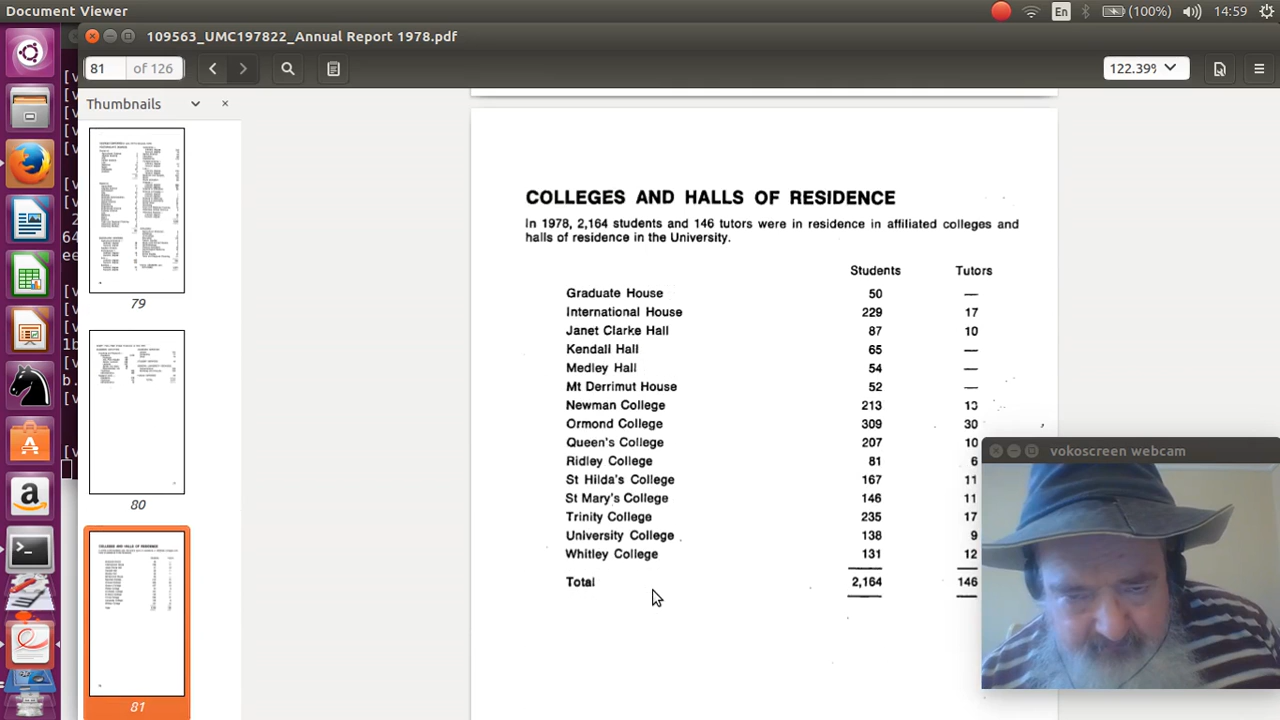 Document Viewer
En
(100%)
14:59
109563_UMC197822_Annual Report 1978.pdf
81 of 126
122.39%
Thumbnails
79
80
81
COLLEGES AND HALLS OF RESIDENCE
In 1978, 2,164 students and 146 tutors were in residence in affiliated colleges and
halls of residence in the University.
Students Tutors
Graduate House 50 —
International House 229 17
Janet Clarke Hall 87 10
Kendall Hall 65 —
Medley Hall 54 —
Mt Derrimut House 52 —
Newman College 213 13
Ormond College 309 30
Queen's College 207 10
Ridley College 81 6
St Hilda's College 167 11
St Mary's College 146 11
Trinity College 235 17
University College 138 9
Whitley College 131 12
Total 2,164 146
vokoscreen webcam